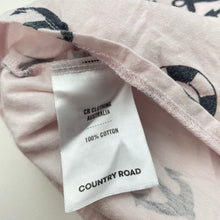 CR CLOTHING
AUSTRALIA
100% COTTON
COUNTRY ROAD